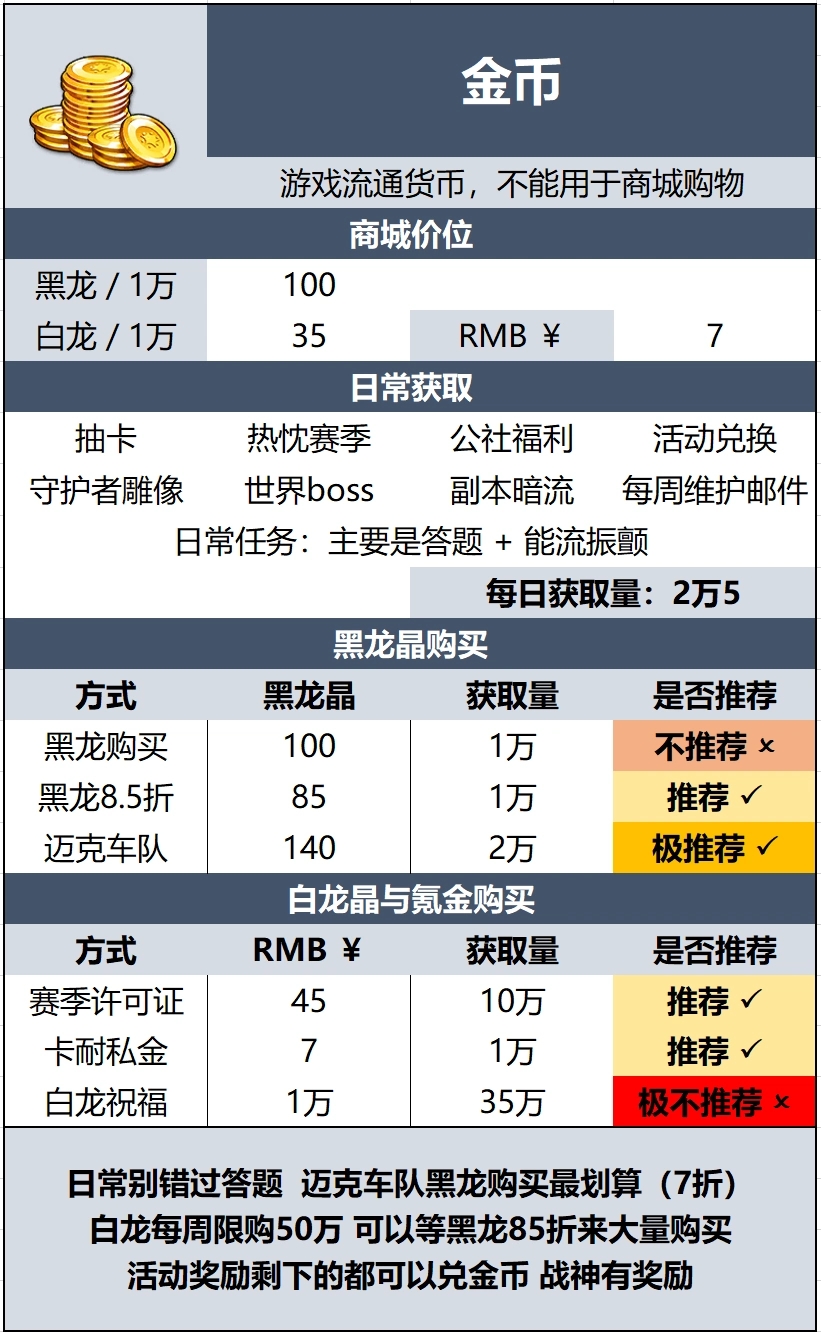 金币
游戏流通货币，不能用于商城购物
商城价位
黑龙 / 1万 100
白龙 / 1万 35 RMB ¥ 7
日常获取
抽卡 热忱赛季 公社福利 活动兑换
守护者雕像 世界boss 副本暗流 每周维护邮件
日常任务：主要是答题 + 能流振颤
每日获取量：2万5
黑龙晶购买
方式 黑龙晶 获取量 是否推荐
黑龙购买 100 1万 不推荐 ×
黑龙8.5折 85 1万 推荐 ✓
迈克车队 140 2万 极推荐 ✓
白龙晶与氪金购买
方式 RMB ¥ 获取量 是否推荐
赛季许可证 45 10万 推荐 ✓
卡耐私金 7 1万 推荐 ✓
白龙祝福 1万 35万 极不推荐 ×
日常别错过答题 迈克车队黑龙购买最划算（7折）
白龙每周限购50万 可以等黑龙85折来大量购买
活动奖励剩下的都可以兑金币 战神有奖励